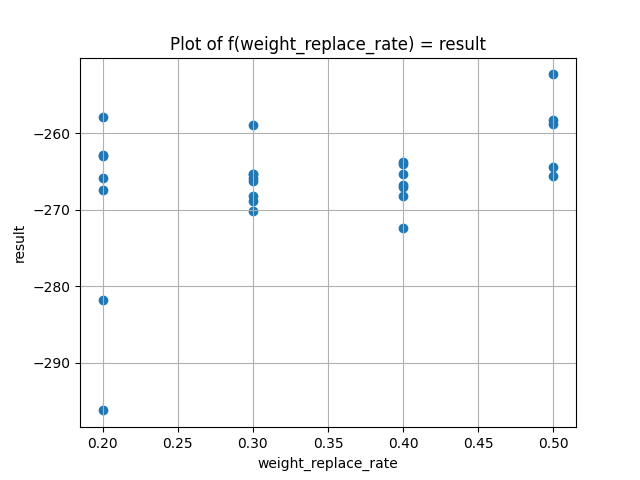 Plot of f(weight_replace_rate) = result
result
−260
−270
−280
−290
0.20 0.25 0.30 0.35 0.40 0.45 0.50
weight_replace_rate